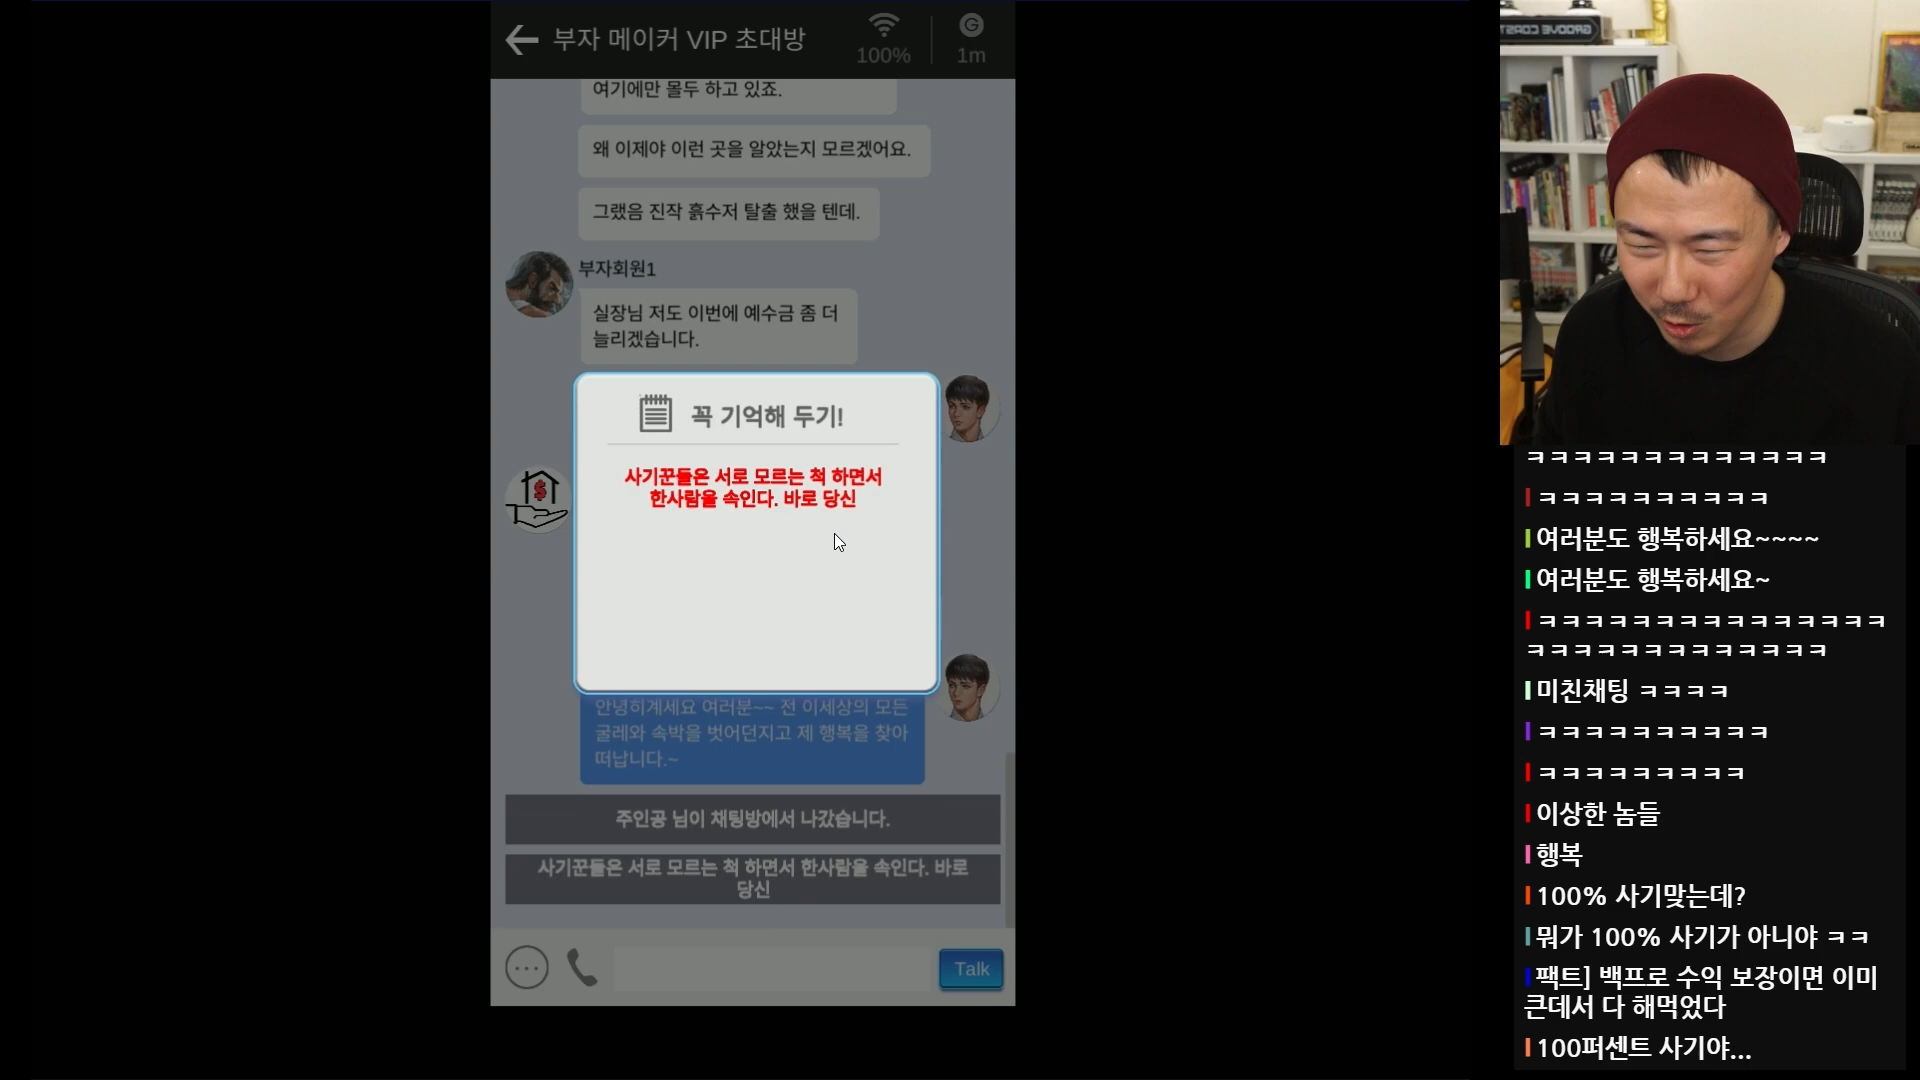 부자 메이커 VIP 초대방
100%
G
1m
여기에만 몰두 하고 있죠.
왜 이제야 이런 곳을 알았는지 모르겠어요.
그랬음 진작 흙수저 탈출 했을 텐데.
부자회원1
실장님 저도 이번에 예수금 좀 더
늘리겠습니다.
꼭 기억해 두기!
사기꾼들은 서로 모르는 척 하면서
한사람을 속인다. 바로 당신
$
안녕히계세요 여러분~~ 전 이세상의 모든
굴레와 속박을 벗어던지고 제 행복을 찾아
떠납니다.~
주인공 님이 채팅방에서 나갔습니다.
사기꾼들은 서로 모르는 척 하면서 한사람을 속인다. 바로
당신
Talk
GROOVE COAST
ㅋㅋㅋㅋㅋㅋㅋㅋㅋㅋㅋㅋㅋ
ㅋㅋㅋㅋㅋㅋㅋㅋㅋㅋ
여러분도 행복하세요~~~~
여러분도 행복하세요~
ㅋㅋㅋㅋㅋㅋㅋㅋㅋㅋㅋㅋㅋㅋㅋ
ㅋㅋㅋㅋㅋㅋㅋㅋㅋㅋㅋㅋㅋ
미친채팅 ㅋㅋㅋㅋ
ㅋㅋㅋㅋㅋㅋㅋㅋㅋㅋ
ㅋㅋㅋㅋㅋㅋㅋㅋㅋ
이상한 놈들
행복
100% 사기맞는데?
뭐가 100% 사기가 아니야 ㅋㅋ
팩트] 백프로 수익 보장이면 이미
큰데서 다 해먹었다
100퍼센트 사기야...